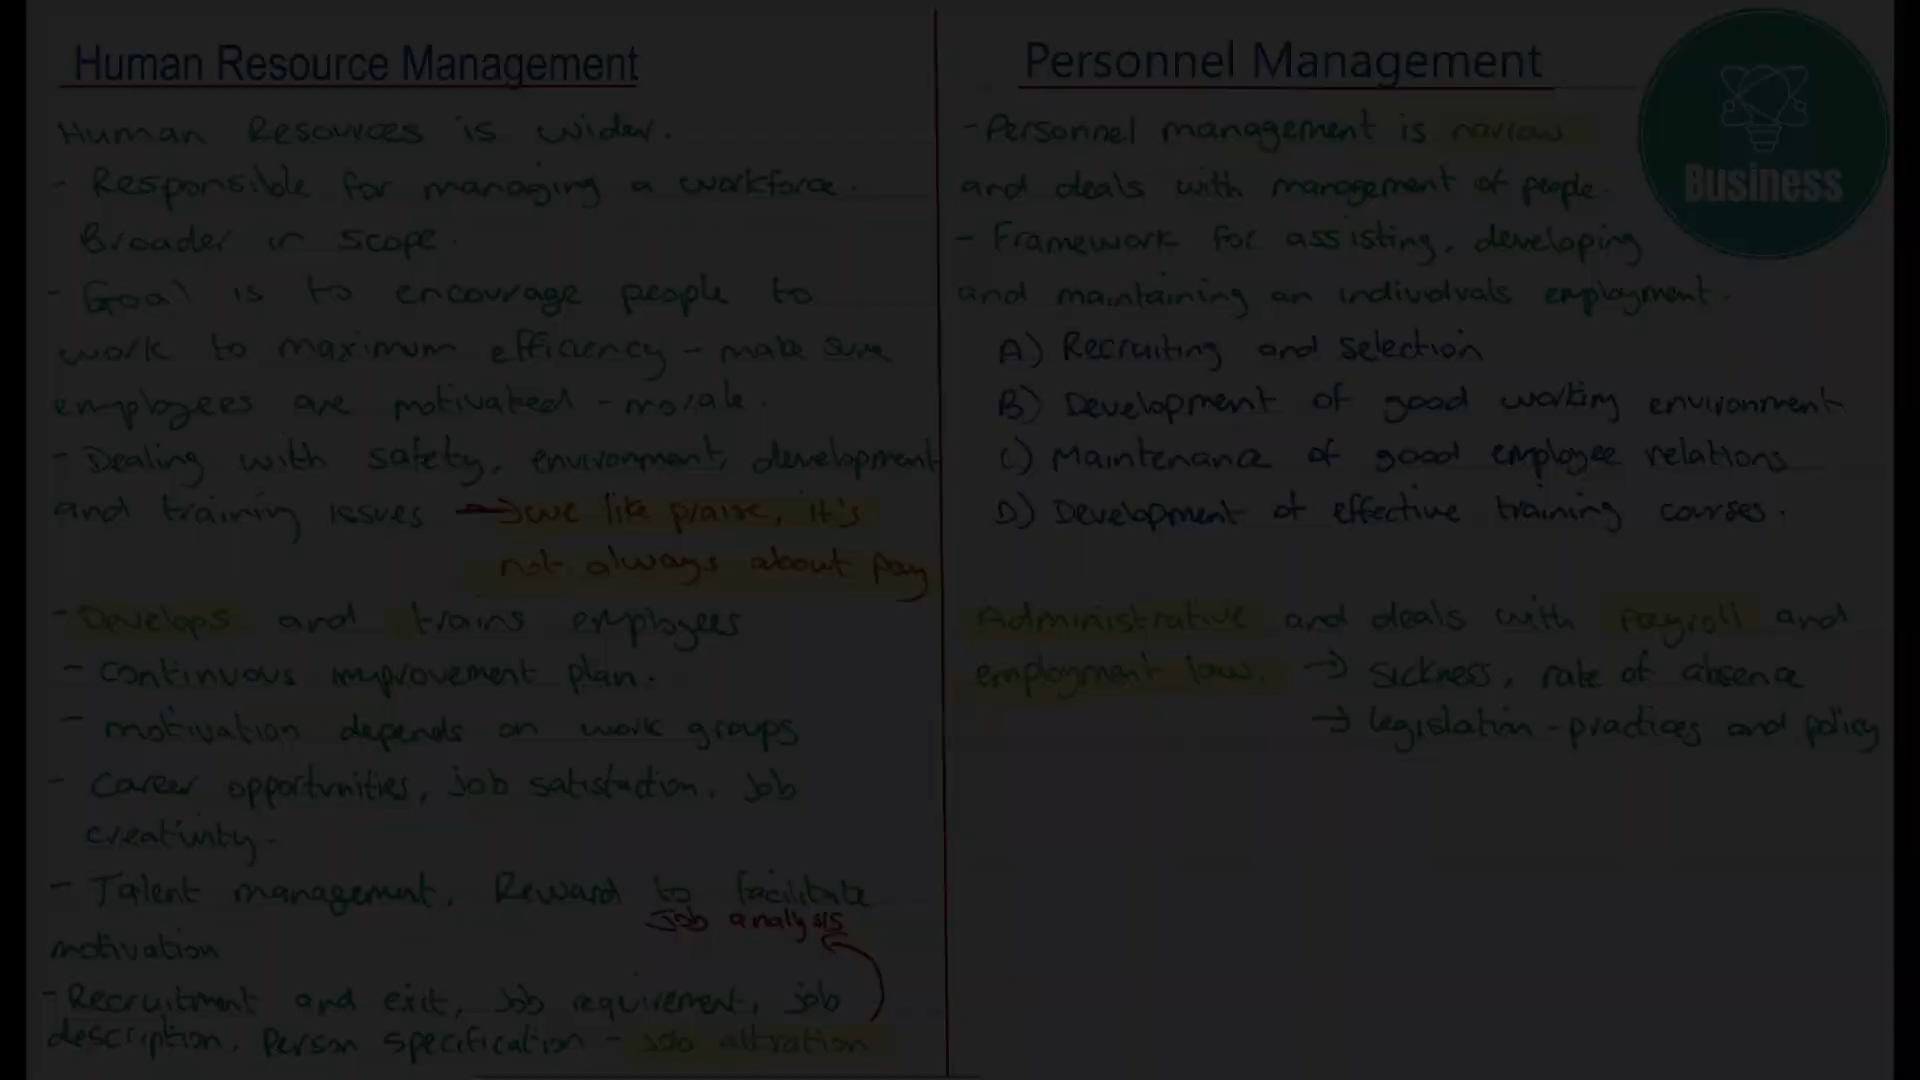 Human Resource Management
Human Resources is wider.
- Responsible for managing a workforce.
Broader in scope.
- Goal is to encourage people to
work to maximum efficiency - make sure
employees are motivated - morale.
- Dealing with safety, environment, development
and training issues → we like praise, it's
not always about pay
- Develops and trains employees
- continuous improvement plan.
- motivation depends on work groups
- Career opportunities, job satisfaction, job
creativity.
- Talent management, Reward to facilitate
motivation
Job analysis
- Recruitment and exit, job requirement, job
description, Person specification - job altration
Personnel Management
- Personnel management is narrow
and deals with management of people.
- Framework for assisting, developing
and maintaining an individuals employment.
A) Recruiting and selection
B) Development of good working environment
C) Maintenance of good employee relations
D) Development of effective training courses.
Administrative and deals with payroll and
employment law. → Sickness, rate of absence
→ legislation - practices and policy
Business